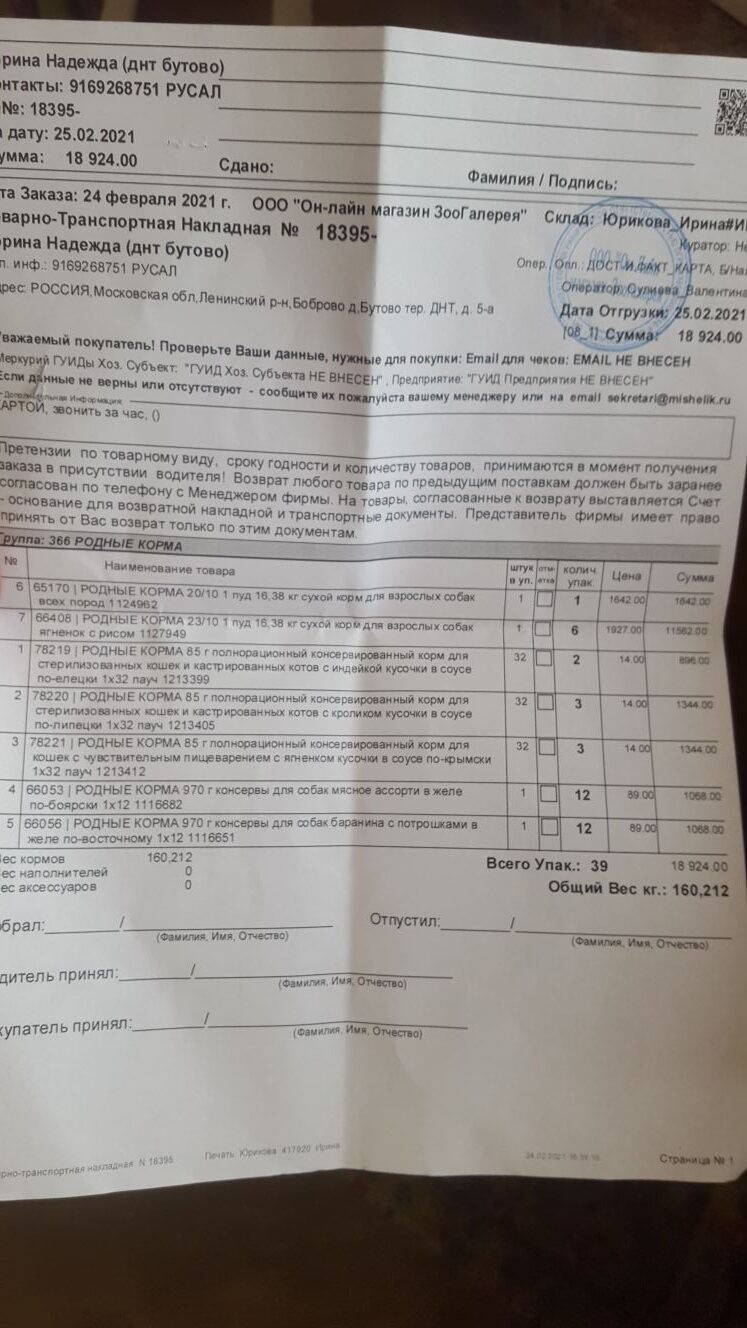 рина Надежда (днт бутово)
онтакты: 9169268751 РУСАЛ
№: 18395-
а дату: 25.02.2021
умма: 18 924.00 Сдано: Фамилия / Подпись:
та Заказа: 24 февраля 2021 г. ООО "Он-лайн магазин ЗооГалерея" Склад: Юрикова_Ирина#И
варно-Транспортная Накладная № 18395-
Куратор: Не
рина Надежда (днт бутово)
п. инф.: 9169268751 РУСАЛ Опер. Опл.: ДОСТ-И,ФАКТ_КАРТА, Б/На
Оператор: Сулиева_Валентина
дрес: РОССИЯ,Московская обл,Ленинский р-н,Боброво д,Бутово тер. ДНТ, д. 5-а Дата Отгрузки: 25.02.2021
[08_1] Сумма: 18 924.00
Уважаемый покупатель! Проверьте Ваши данные, нужные для покупки: Email для чеков: EMAIL НЕ ВНЕСЕН
Меркурий ГУИДы Хоз. Субъект: "ГУИД Хоз. Субъекта НЕ ВНЕСЕН" , Предприятие: "ГУИД Предприятия НЕ ВНЕСЕН"
Если данные не верны или отсутствуют - сообщите их пожалуйста вашему менеджеру или на email sekretari@mishelik.ru
Дополнительная Информация:
КАРТОЙ, звонить за час, ()
Претензии по товарному виду, сроку годности и количеству товаров, принимаются в момент получения
заказа в присутствии водителя! Возврат любого товара по предыдущим поставкам должен быть заранее
согласован по телефону с Менеджером фирмы. На товары, согласованные к возврату выставляется Счет
- основание для возвратной накладной и транспортные документы. Представитель фирмы имеет право
принять от Вас возврат только по этим документам.
Группа: 366 РОДНЫЕ КОРМА
№ Наименование товара штук в уп. отм-етка колич. упак. Цена Сумма
6 65170 | РОДНЫЕ КОРМА 20/10 1 пуд 16,38 кг сухой корм для взрослых собак 1 1 1642.00 1642.00
всех пород 1124962
7 66408 | РОДНЫЕ КОРМА 23/10 1 пуд 16,38 кг сухой корм для взрослых собак 1 6 1927.00 11562.00
ягненок с рисом 1127949
1 78219 | РОДНЫЕ КОРМА 85 г полнорационный консервированный корм для 32 2 14.00 896.00
стерилизованных кошек и кастрированных котов с индейкой кусочки в соусе
по-елецки 1х32 пауч 1213399
2 78220 | РОДНЫЕ КОРМА 85 г полнорационный консервированный корм для 32 3 14.00 1344.00
стерилизованных кошек и кастрированных котов с кроликом кусочки в соусе
по-липецки 1х32 пауч 1213405
3 78221 | РОДНЫЕ КОРМА 85 г полнорационный консервированный корм для 32 3 14.00 1344.00
кошек с чувствительным пищеварением с ягненком кусочки в соусе по-крымски
1х32 пауч 1213412
4 66053 | РОДНЫЕ КОРМА 970 г консервы для собак мясное ассорти в желе 1 12 89.00 1068.00
по-боярски 1х12 1116682
5 66056 | РОДНЫЕ КОРМА 970 г консервы для собак баранина с потрошками в 1 12 89.00 1068.00
желе по-восточному 1х12 1116651
Вес кормов 160,212 Всего Упак.: 39 18 924.00
ес наполнителей 0
ес аксессуаров 0 Общий Вес кг.: 160,212
обрал: / Отпустил: /
(Фамилия, Имя, Отчество) (Фамилия, Имя, Отчество)
дитель принял: /
(Фамилия, Имя, Отчество)
купатель принял: /
(Фамилия, Имя, Отчество)
рно-транспортная накладная N 18395 Печать: Юрикова 417920 Ирина Страница № 1